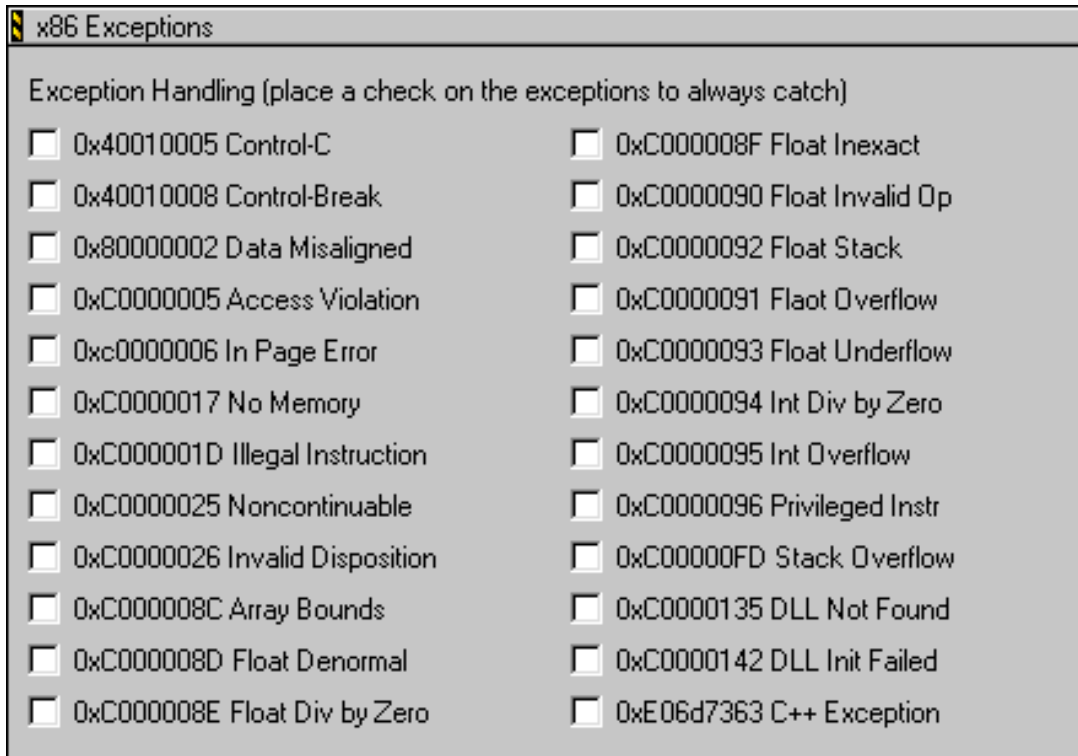 x86 Exceptions
Exception Handling (place a check on the exceptions to always catch)
0x40010005 Control-C
0x40010008 Control-Break
0x80000002 Data Misaligned
0xC0000005 Access Violation
0xc0000006 In Page Error
0xC0000017 No Memory
0xC000001D Illegal Instruction
0xC0000025 Noncontinuable
0xC0000026 Invalid Disposition
0xC000008C Array Bounds
0xC000008D Float Denormal
0xC000008E Float Div by Zero
0xC000008F Float Inexact
0xC0000090 Float Invalid Op
0xC0000092 Float Stack
0xC0000091 Flaot Overflow
0xC0000093 Float Underflow
0xC0000094 Int Div by Zero
0xC0000095 Int Overflow
0xC0000096 Privileged Instr
0xC00000FD Stack Overflow
0xC0000135 DLL Not Found
0xC0000142 DLL Init Failed
0xE06d7363 C++ Exception